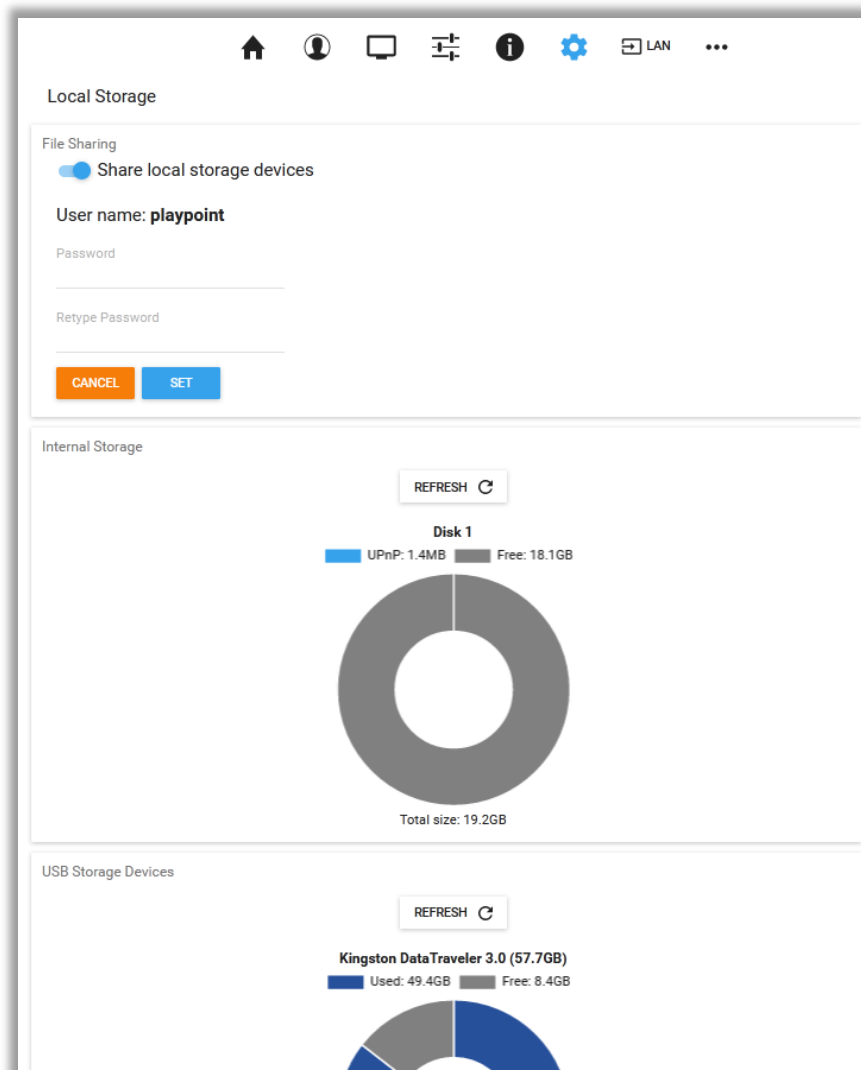 LAN
Local Storage
File Sharing
Share local storage devices
User name: playpoint
Password
Retype Password
CANCEL SET
Internal Storage
REFRESH
Disk 1
UPnP: 1.4MB Free: 18.1GB
Total size: 19.2GB
USB Storage Devices
REFRESH
Kingston DataTraveler 3.0 (57.7GB)
Used: 49.4GB Free: 8.4GB